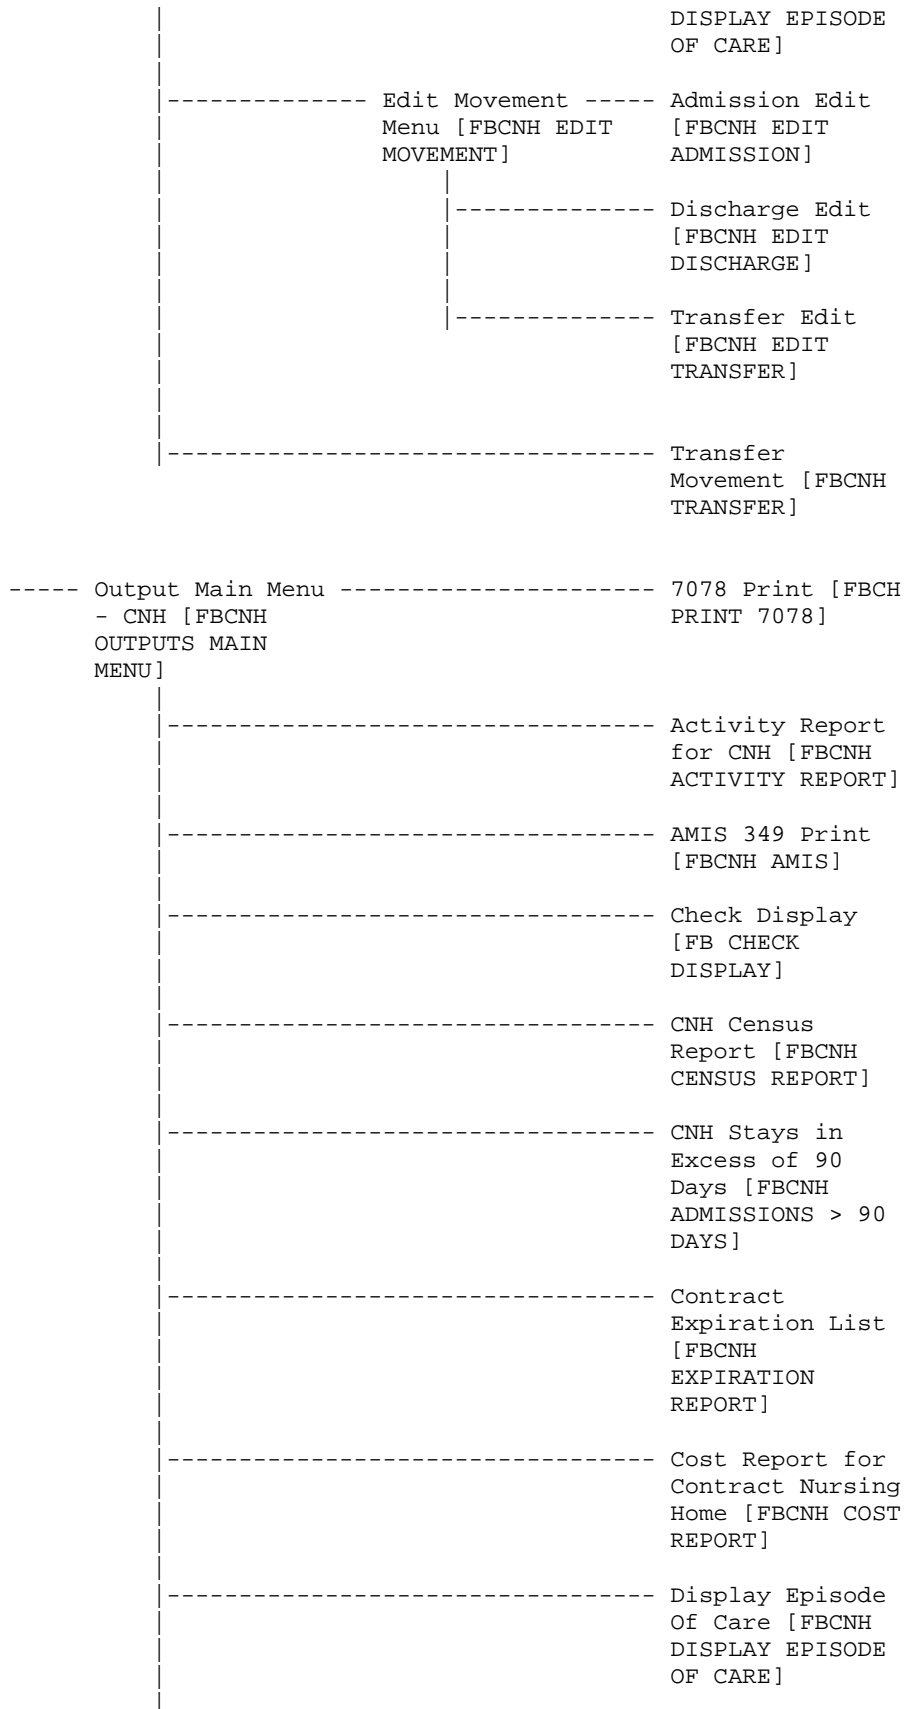 DISPLAY EPISODE
OF CARE]
|-------------- Edit Movement ----- Admission Edit
Menu [FBCNH EDIT [FBCNH EDIT
MOVEMENT] ADMISSION]
|-------------- Discharge Edit
[FBCNH EDIT
DISCHARGE]
|-------------- Transfer Edit
[FBCNH EDIT
TRANSFER]
|---------------------------------- Transfer
Movement [FBCNH
TRANSFER]
----- Output Main Menu ---------------------- 7078 Print [FBCH
- CNH [FBCNH PRINT 7078]
OUTPUTS MAIN
MENU]
|---------------------------------- Activity Report
for CNH [FBCNH
ACTIVITY REPORT]
|---------------------------------- AMIS 349 Print
[FBCNH AMIS]
|---------------------------------- Check Display
[FB CHECK
DISPLAY]
|---------------------------------- CNH Census
Report [FBCNH
CENSUS REPORT]
|---------------------------------- CNH Stays in
Excess of 90
Days [FBCNH
ADMISSIONS > 90
DAYS]
|---------------------------------- Contract
Expiration List
[FBCNH
EXPIRATION
REPORT]
|---------------------------------- Cost Report for
Contract Nursing
Home [FBCNH COST
REPORT]
|---------------------------------- Display Episode
Of Care [FBCNH
DISPLAY EPISODE
OF CARE]